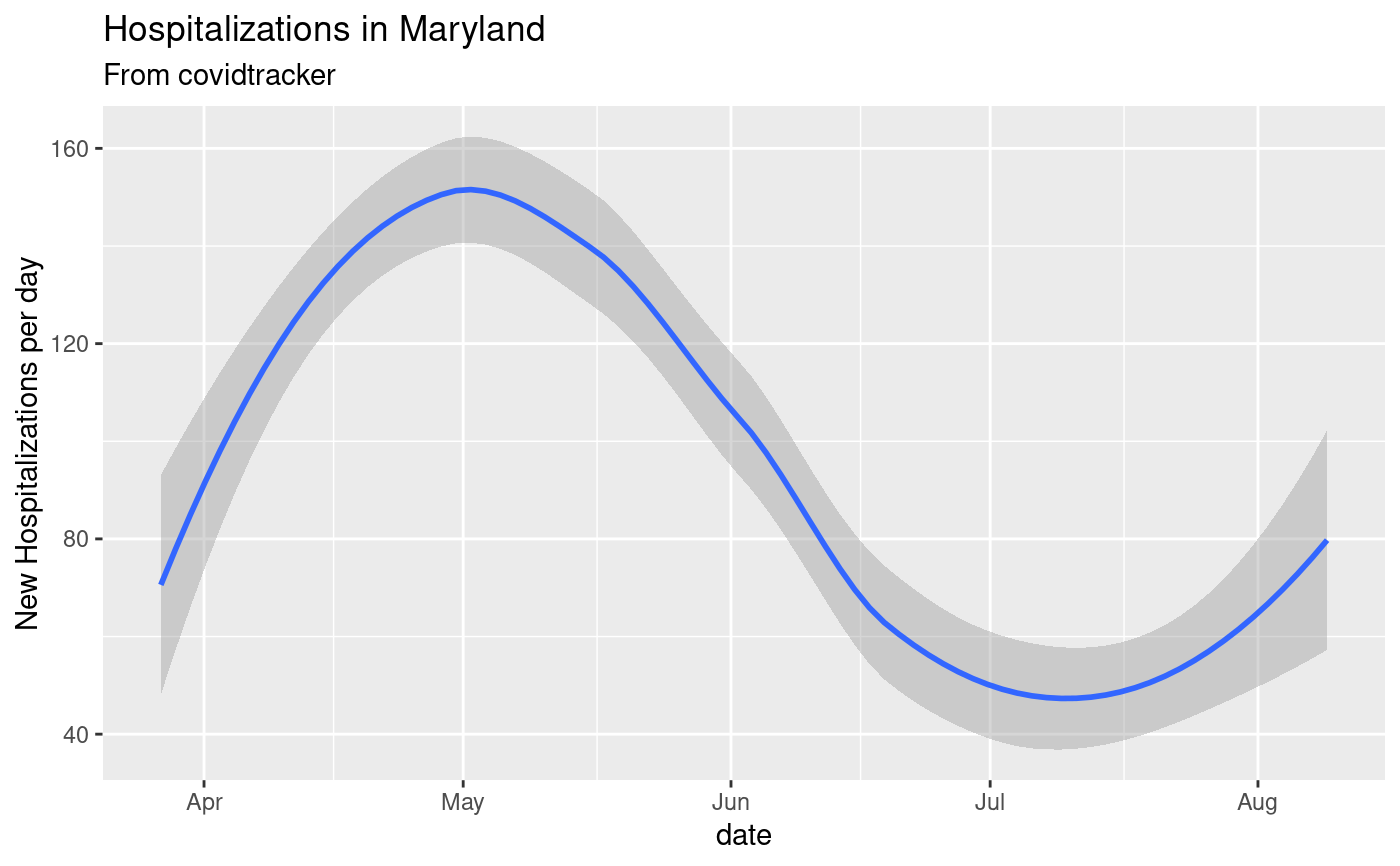 Hospitalizations in Maryland
From covidtracker
New Hospitalizations per day
160
120
80
40
Apr
May
Jun
Jul
Aug
date